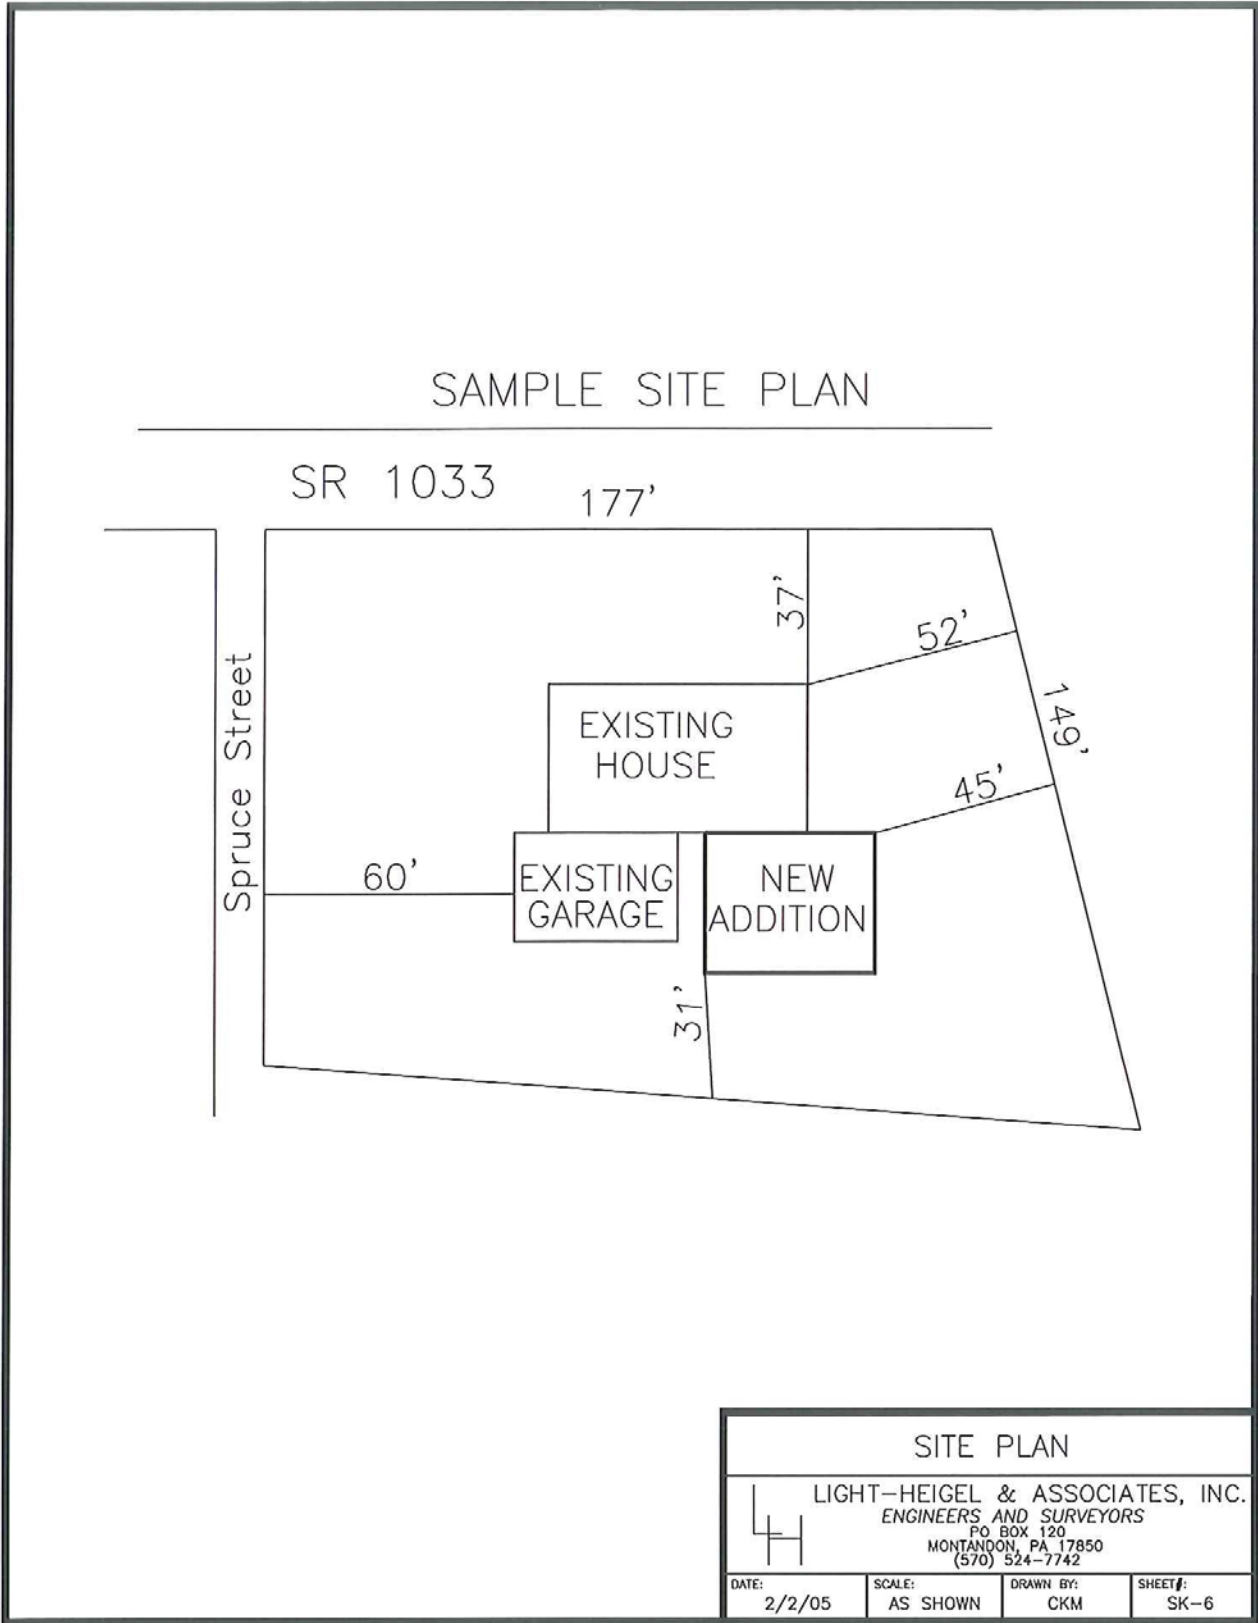 SAMPLE SITE PLAN
SR 1033
177'
37'
52'
149'
Spruce Street
EXISTING
HOUSE
45'
60'
EXISTING
GARAGE
NEW
ADDITION
31'
SITE PLAN
LH
LIGHT-HEIGEL & ASSOCIATES, INC.
ENGINEERS AND SURVEYORS
PO BOX 120
MONTANDON, PA 17850
(570) 524-7742
DATE:
2/2/05
SCALE:
AS SHOWN
DRAWN BY:
CKM
SHEET#:
SK-6